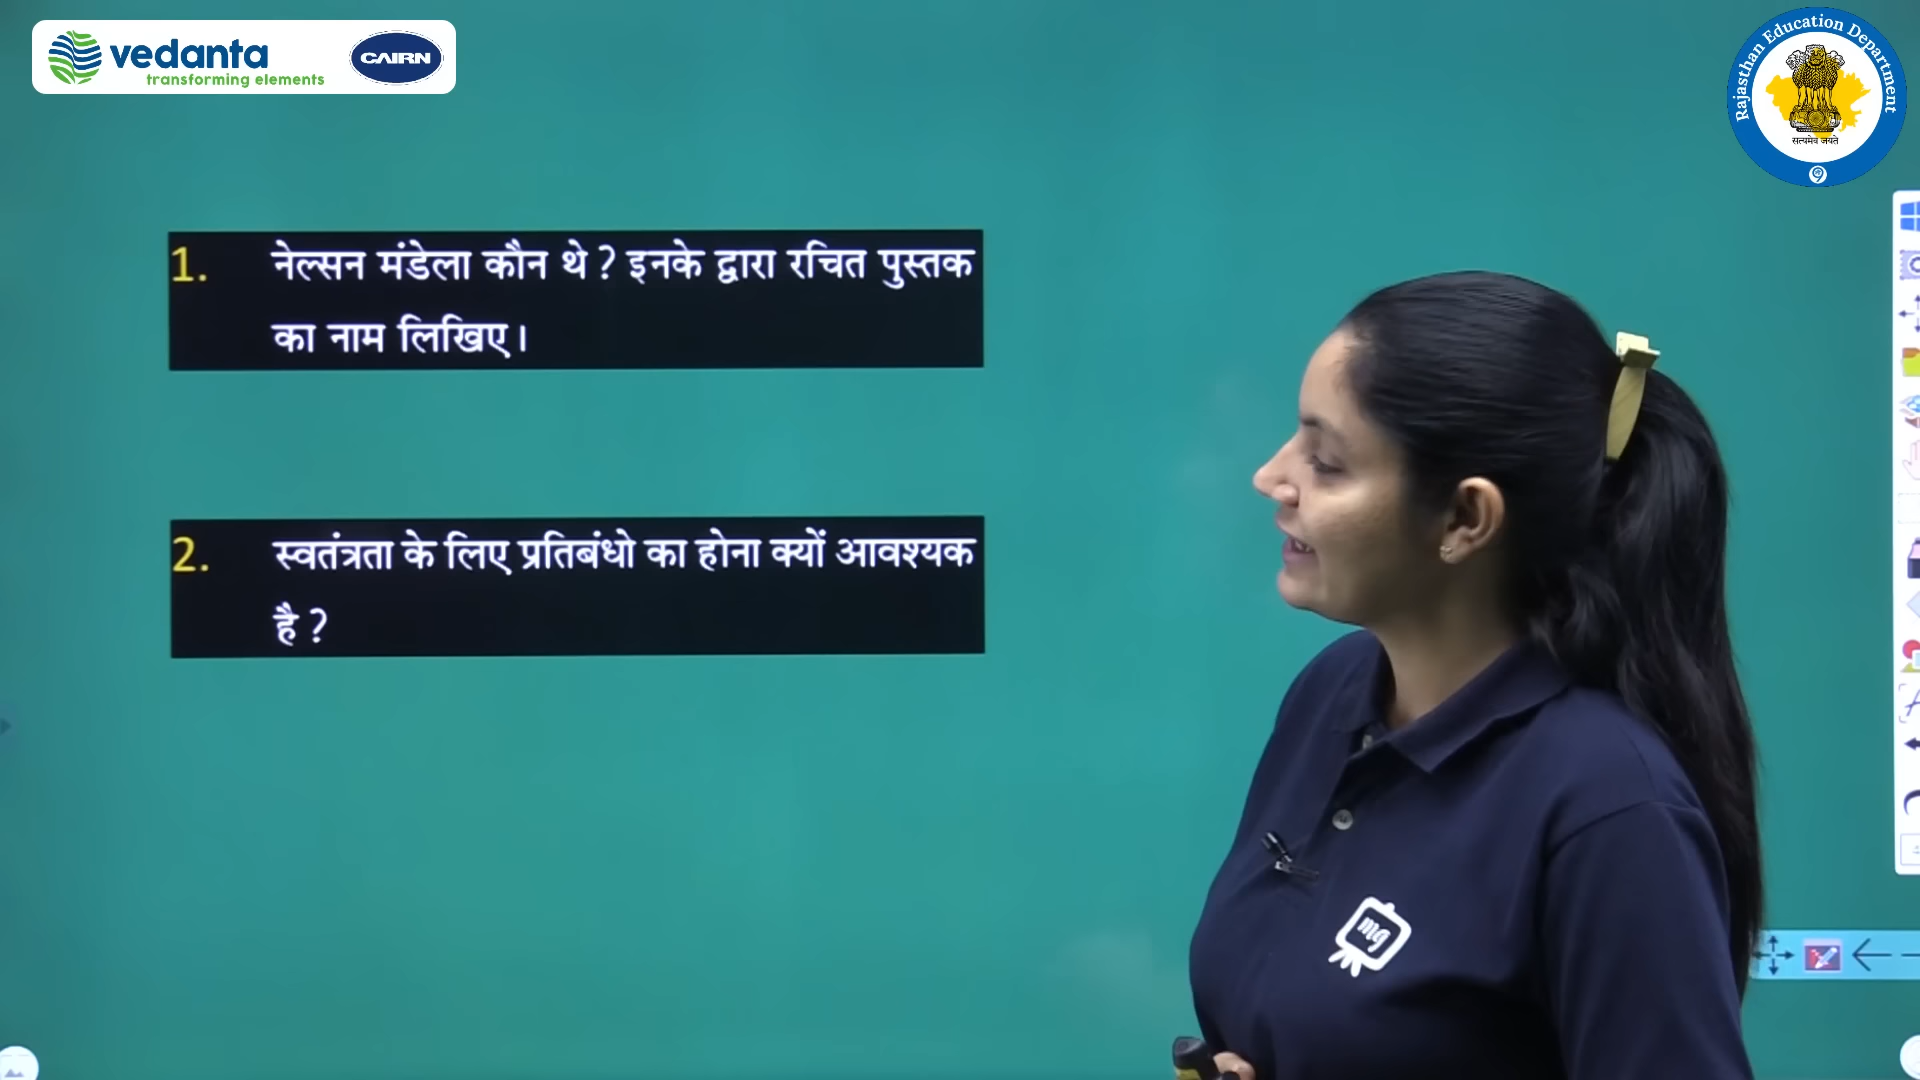 vedanta
transforming elements
CAIRN
Rajasthan Education Department
सत्यमेव जयते
1. नेल्सन मंडेला कौन थे ? इनके द्वारा रचित पुस्तक
का नाम लिखिए।
2. स्वतंत्रता के लिए प्रतिबंधो का होना क्यों आवश्यक
है ?
mg